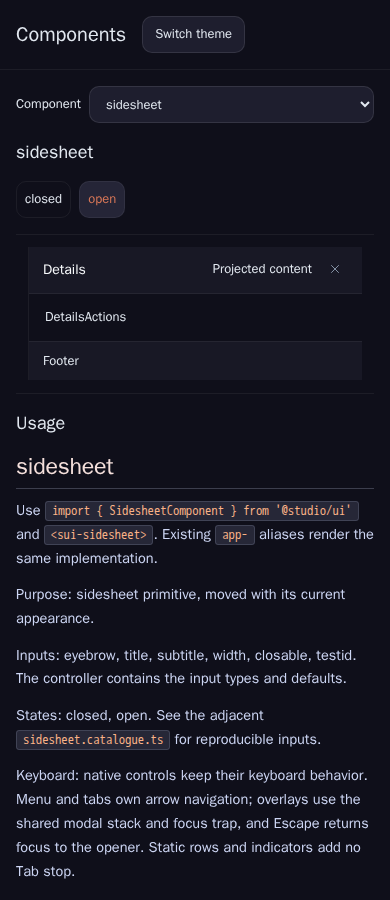 Components Switch theme
Component sidesheet
sidesheet
closed open
Details Projected content
DetailsActions
Footer
Usage
sidesheet
Use import { SidesheetComponent } from '@studio/ui'
and <sui-sidesheet>. Existing app- aliases render the
same implementation.
Purpose: sidesheet primitive, moved with its current
appearance.
Inputs: eyebrow, title, subtitle, width, closable, testid.
The controller contains the input types and defaults.
States: closed, open. See the adjacent
sidesheet.catalogue.ts for reproducible inputs.
Keyboard: native controls keep their keyboard behavior.
Menu and tabs own arrow navigation; overlays use the
shared modal stack and focus trap, and Escape returns
focus to the opener. Static rows and indicators add no
Tab stop.